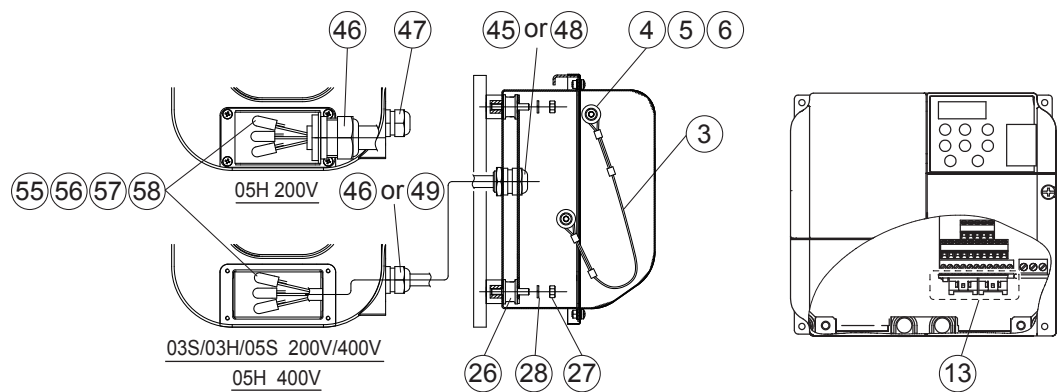 46 47 45 or 48 4 5 6
3
55 56 57 58
05H 200V
46 or 49
03S/03H/05S 200V/400V
05H 400V
26 28 27
13